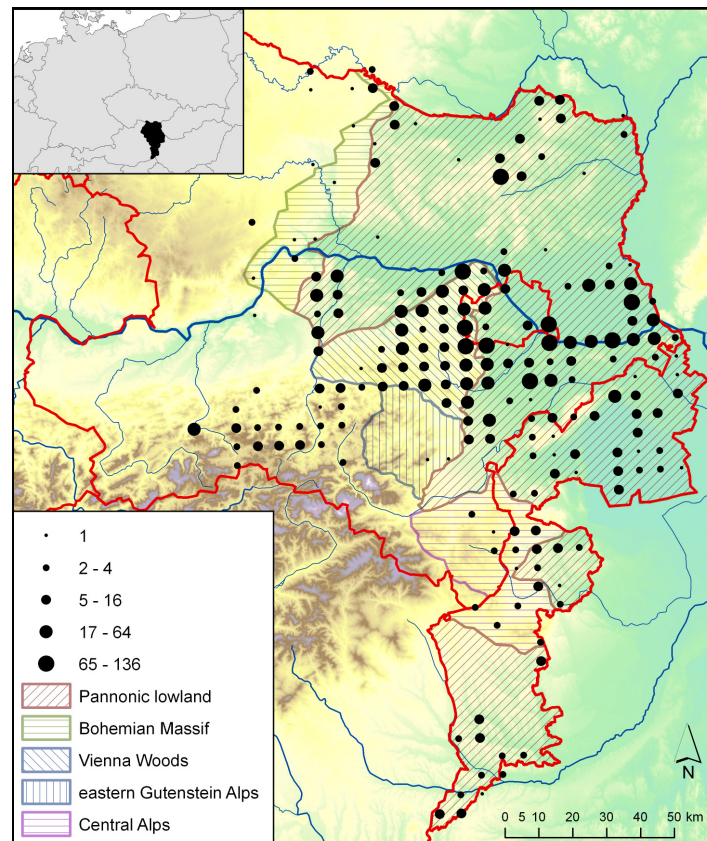 1
2 - 4
5 - 16
17 - 64
65 - 136
Pannonic lowland
Bohemian Massif
Vienna Woods
eastern Gutenstein Alps
Central Alps
N
0 5 10 20 30 40 50 km